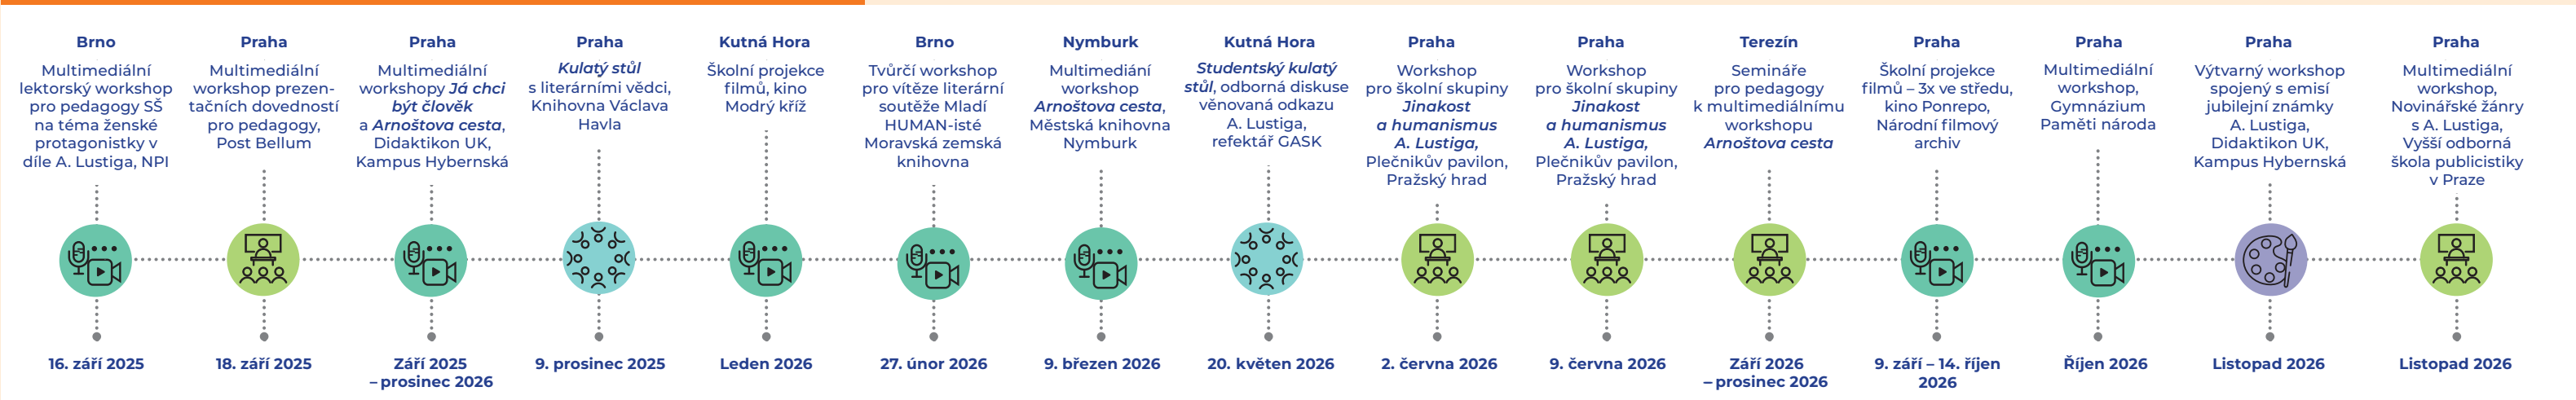 Brno
Multimediální
lektorský workshop
pro pedagogy SŠ
na téma ženské
protagonistky v
díle A. Lustiga, NPI
16. září 2025
Praha
Multimediální
workshop prezen-
tačních dovedností
pro pedagogy,
Post Bellum
18. září 2025
Praha
Multimediální
workshopy Já chci
být člověk
a Arnoštova cesta,
Didaktikon UK,
Kampus Hybernská
Září 2025
– prosinec 2026
Praha
Kulatý stůl
s literárními vědci,
Knihovna Václava
Havla
9. prosinec 2025
Kutná Hora
Školní projekce
filmů, kino
Modrý kříž
Leden 2026
Brno
Tvůrčí workshop
pro vítěze literární
soutěže Mladí
HUMAN-isté
Moravská zemská
knihovna
27. únor 2026
Nymburk
Multimediání
workshop
Arnoštova cesta,
Městská knihovna
Nymburk
9. březen 2026
Kutná Hora
Studentský kulatý
stůl, odborná diskuse
věnovaná odkazu
A. Lustiga,
refektář GASK
20. květen 2026
Praha
Workshop
pro školní skupiny
Jinakost
a humanismus
A. Lustiga,
Plečnikův pavilon,
Pražský hrad
2. června 2026
Praha
Workshop
pro školní skupiny
Jinakost
a humanismus
A. Lustiga,
Plečnikův pavilon,
Pražský hrad
9. června 2026
Terezín
Semináře
pro pedagogy
k multimediálnímu
workshopu
Arnoštova cesta
Září 2026
– prosinec 2026
Praha
Školní projekce
filmů – 3x ve středu,
kino Ponrepo,
Národní filmový
archiv
9. září – 14. říjen
2026
Praha
Multimediální
workshop,
Gymnázium
Paměti národa
Říjen 2026
Praha
Výtvarný workshop
spojený s emisí
jubilejní známky
A. Lustiga,
Didaktikon UK,
Kampus Hybernská
Listopad 2026
Praha
Multimediální
workshop,
Novinářské žánry
s A. Lustiga,
Vyšší odborná
škola publicistiky
v Praze
Listopad 2026